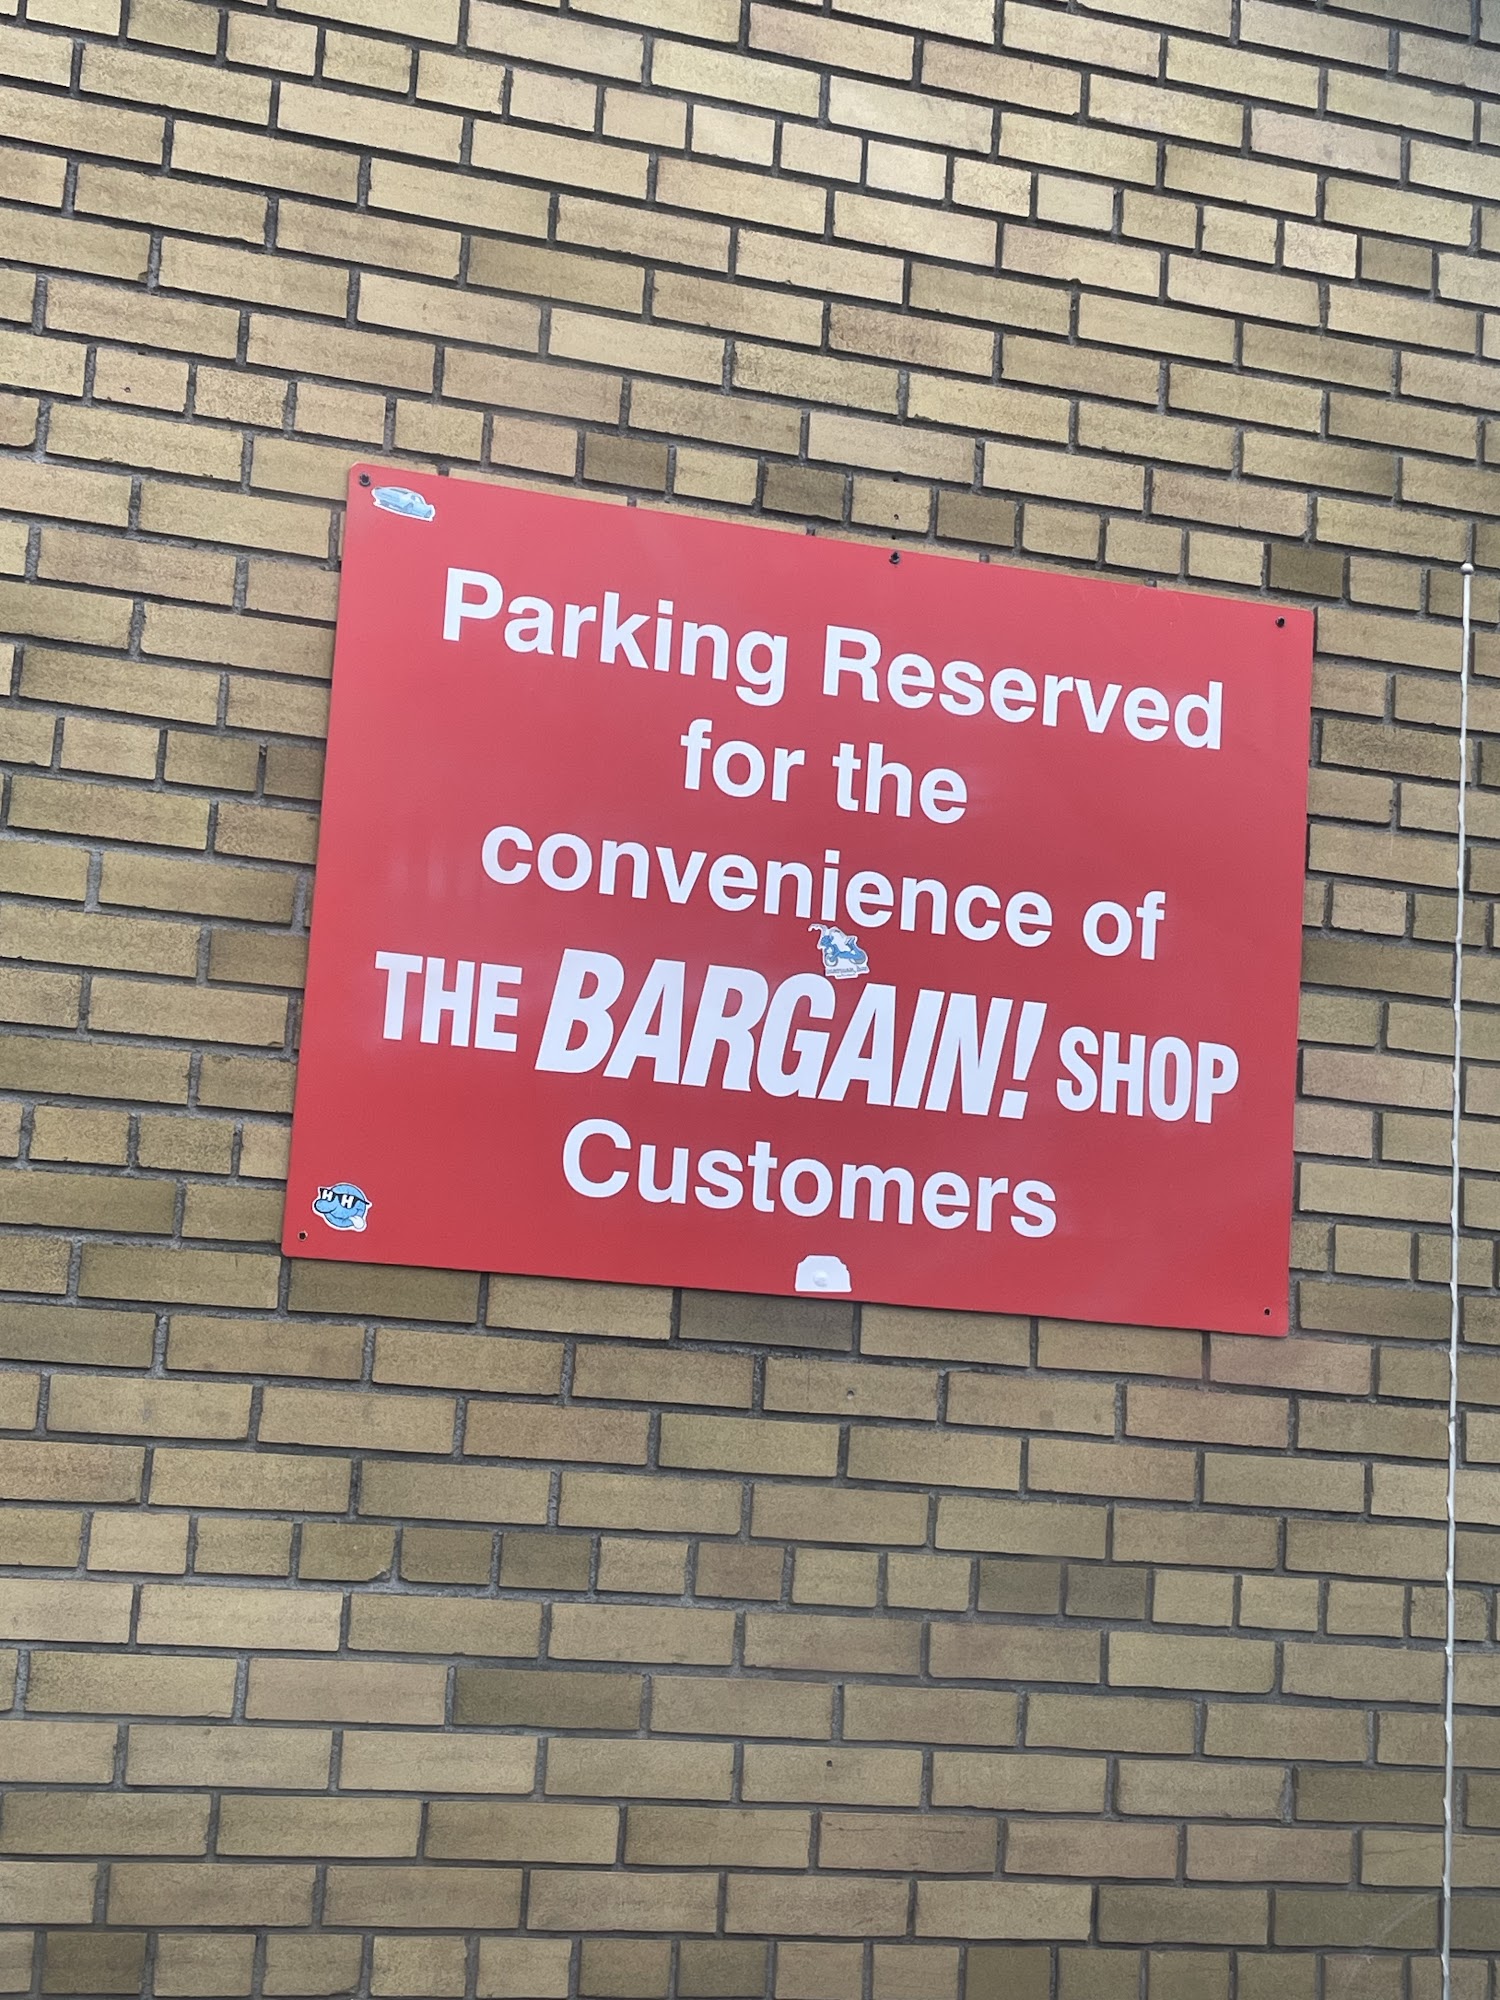 Parking Reserved
for the
convenience of
THE BARGAIN! SHOP
Customers
H H